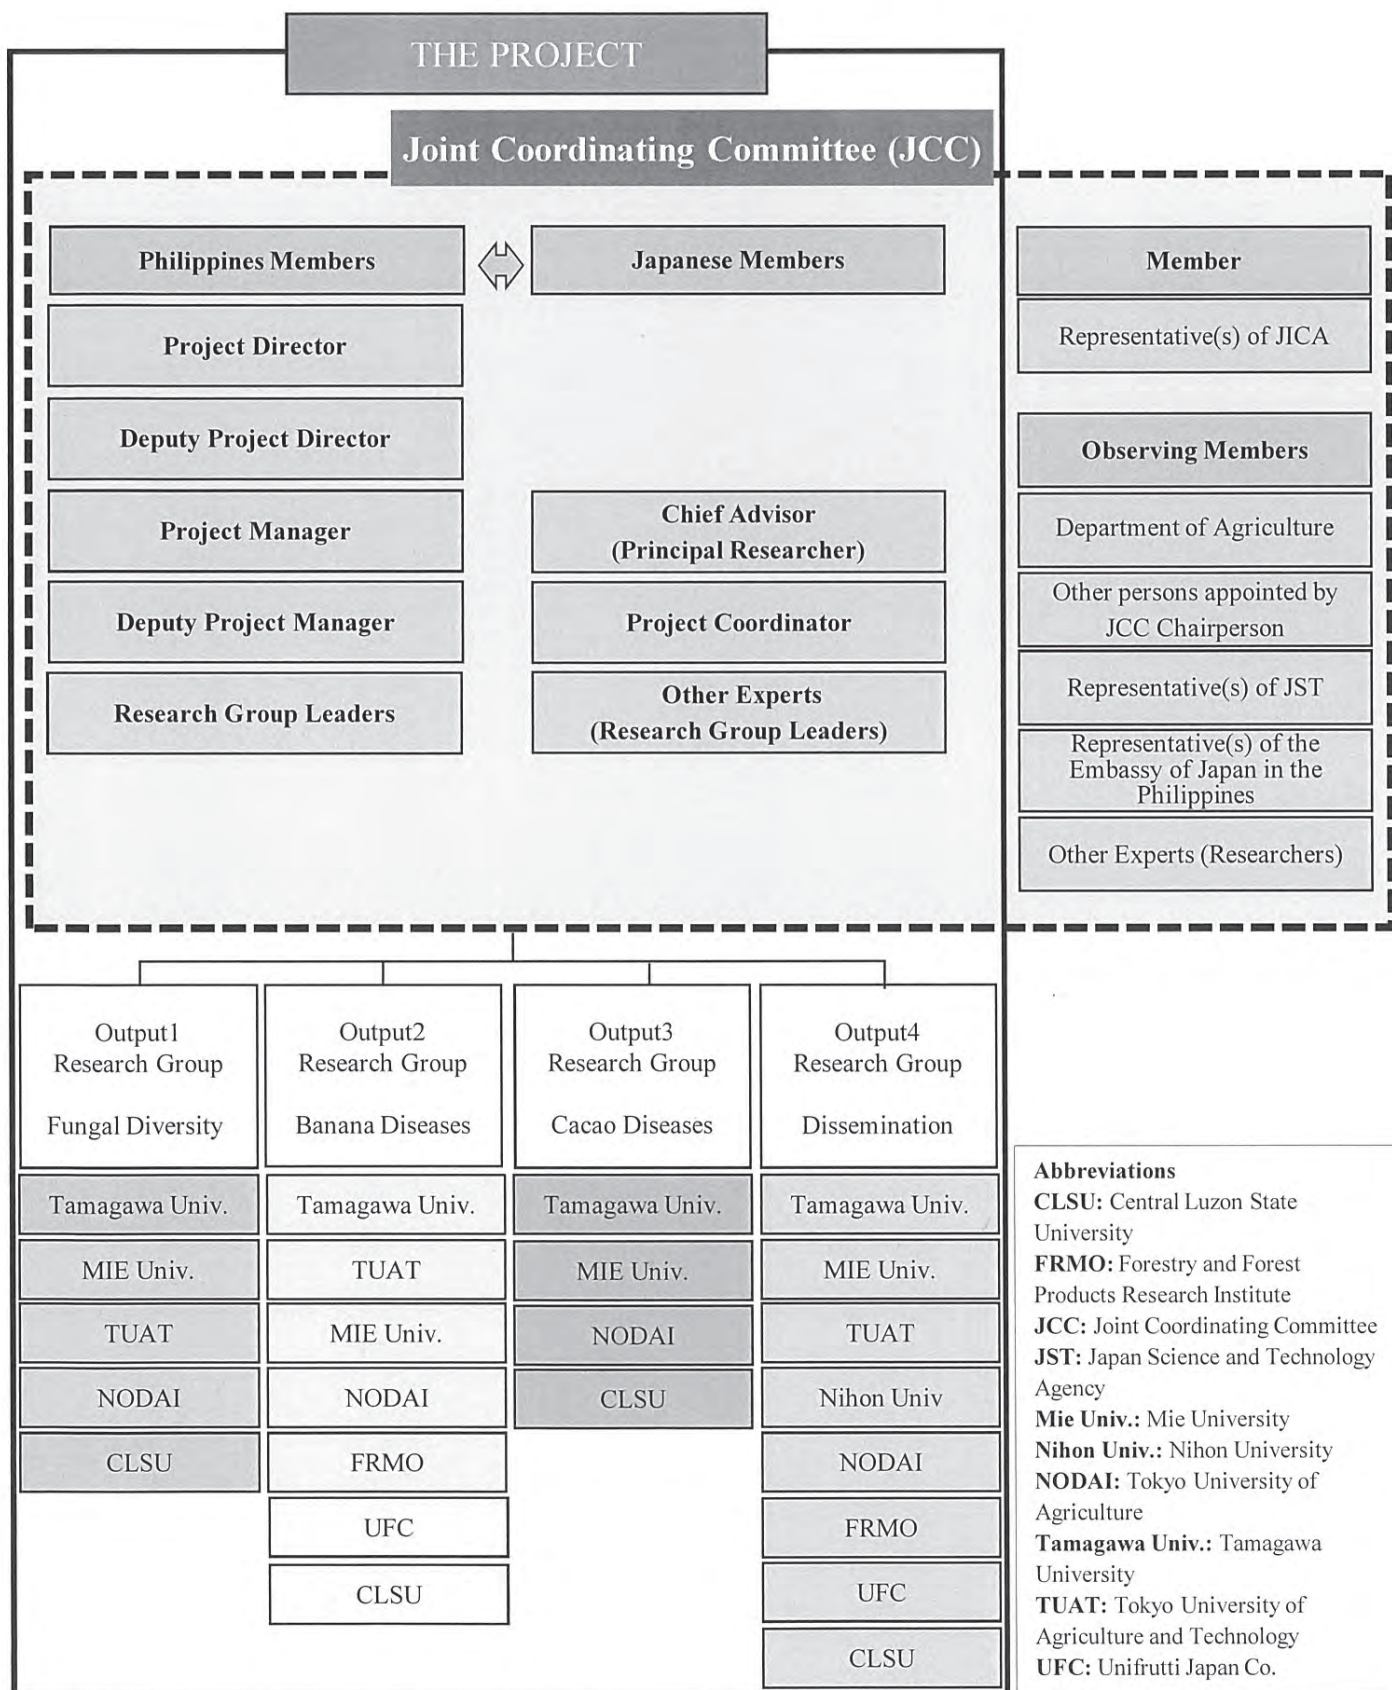 THE PROJECT
Joint Coordinating Committee (JCC)
Philippines Members
Project Director
Deputy Project Director
Project Manager
Deputy Project Manager
Research Group Leaders
Japanese Members
Chief Advisor
(Principal Researcher)
Project Coordinator
Other Experts
(Research Group Leaders)
Member
Representative(s) of JICA
Observing Members
Department of Agriculture
Other persons appointed by
JCC Chairperson
Representative(s) of JST
Representative(s) of the
Embassy of Japan in the
Philippines
Other Experts (Researchers)
Output1
Research Group
Fungal Diversity
Tamagawa Univ.
MIE Univ.
TUAT
NODAI
CLSU
Output2
Research Group
Banana Diseases
Tamagawa Univ.
TUAT
MIE Univ.
NODAI
FRMO
UFC
CLSU
Output3
Research Group
Cacao Diseases
Tamagawa Univ.
MIE Univ.
NODAI
CLSU
Output4
Research Group
Dissemination
Tamagawa Univ.
MIE Univ.
TUAT
Nihon Univ
NODAI
FRMO
UFC
CLSU
Abbreviations
CLSU: Central Luzon State
University
FRMO: Forestry and Forest
Products Research Institute
JCC: Joint Coordinating Committee
JST: Japan Science and Technology
Agency
Mie Univ.: Mie University
Nihon Univ.: Nihon University
NODAI: Tokyo University of
Agriculture
Tamagawa Univ.: Tamagawa
University
TUAT: Tokyo University of
Agriculture and Technology
UFC: Unifrutti Japan Co.